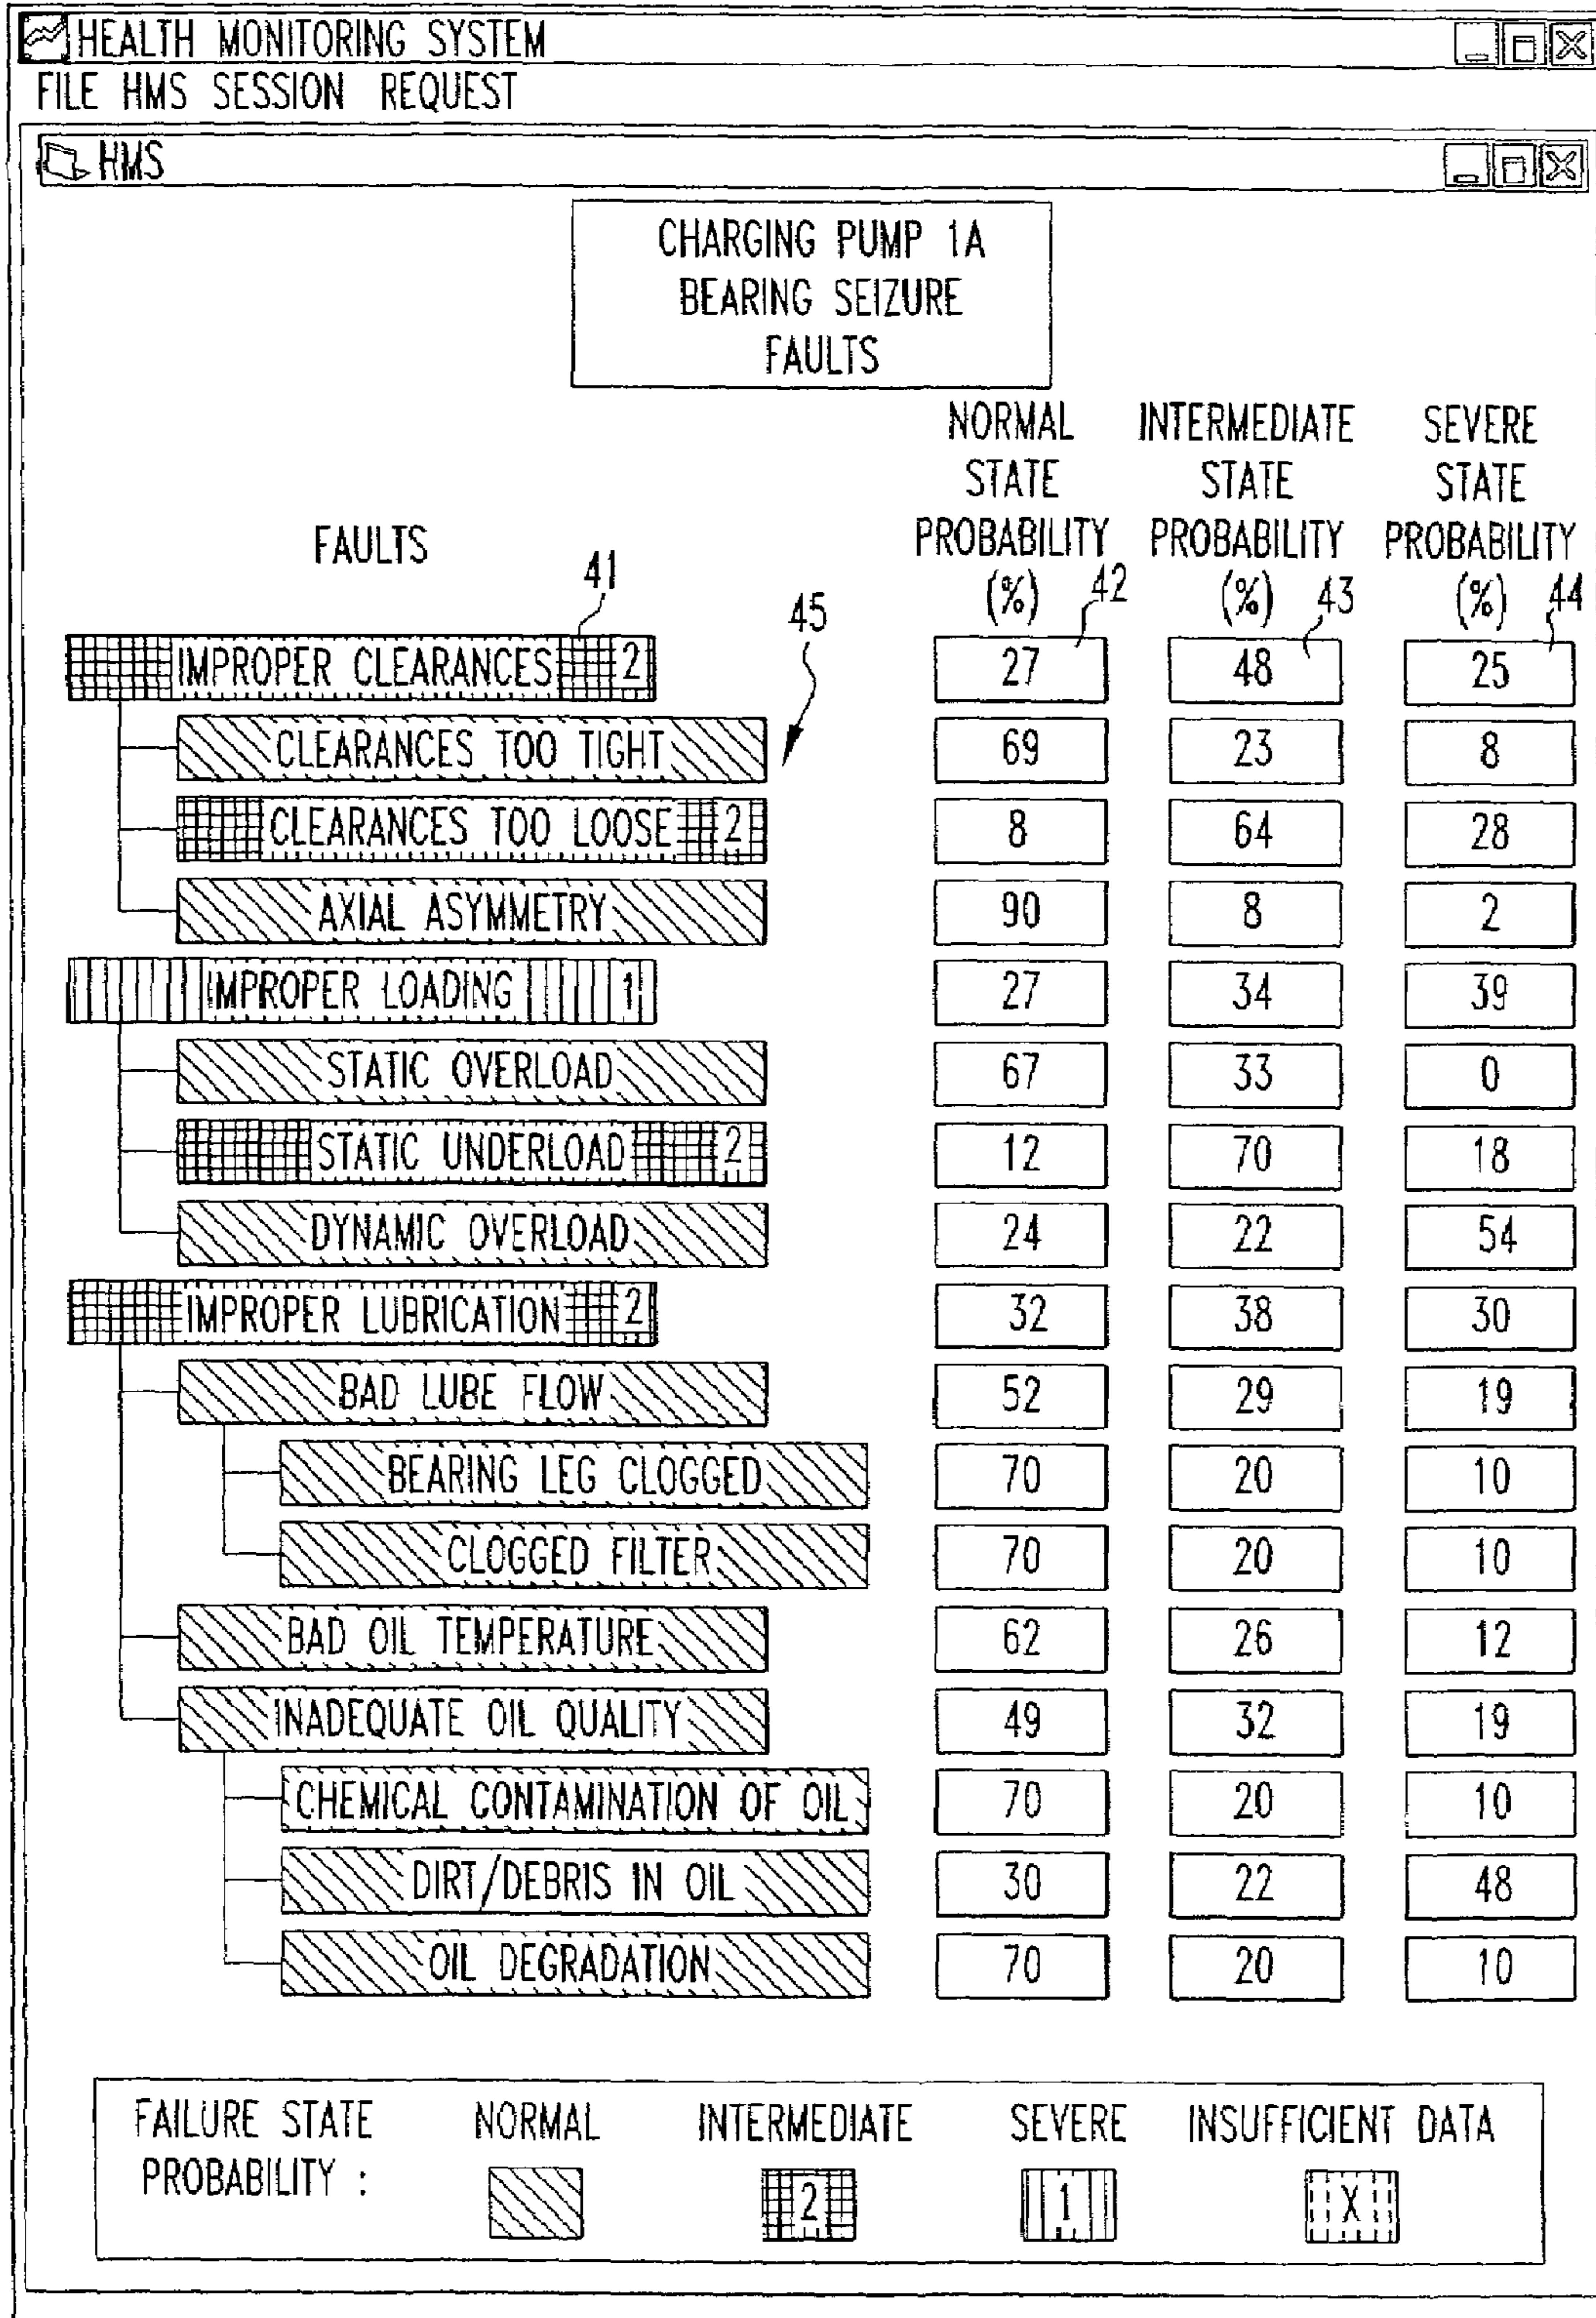 HEALTH MONITORING SYSTEM
FILE HMS SESSION REQUEST
HMS
CHARGING PUMP 1A
BEARING SEIZURE
FAULTS
NORMAL INTERMEDIATE SEVERE
STATE STATE STATE
FAULTS PROBABILITY PROBABILITY PROBABILITY
41 45 (%) 42 (%) 43 (%) 44
IMPROPER CLEARANCES 2 27 48 25
CLEARANCES TOO TIGHT 69 23 8
CLEARANCES TOO LOOSE 2 8 64 28
AXIAL ASYMMETRY 90 8 2
IMPROPER LOADING 1 27 34 39
STATIC OVERLOAD 67 33 0
STATIC UNDERLOAD 2 12 70 18
DYNAMIC OVERLOAD 24 22 54
IMPROPER LUBRICATION 2 32 38 30
BAD LUBE FLOW 52 29 19
BEARING LEG CLOGGED 70 20 10
CLOGGED FILTER 70 20 10
BAD OIL TEMPERATURE 62 26 12
INADEQUATE OIL QUALITY 49 32 19
CHEMICAL CONTAMINATION OF OIL 70 20 10
DIRT/DEBRIS IN OIL 30 22 48
OIL DEGRADATION 70 20 10
FAILURE STATE NORMAL INTERMEDIATE SEVERE INSUFFICIENT DATA
PROBABILITY : 2 1 X